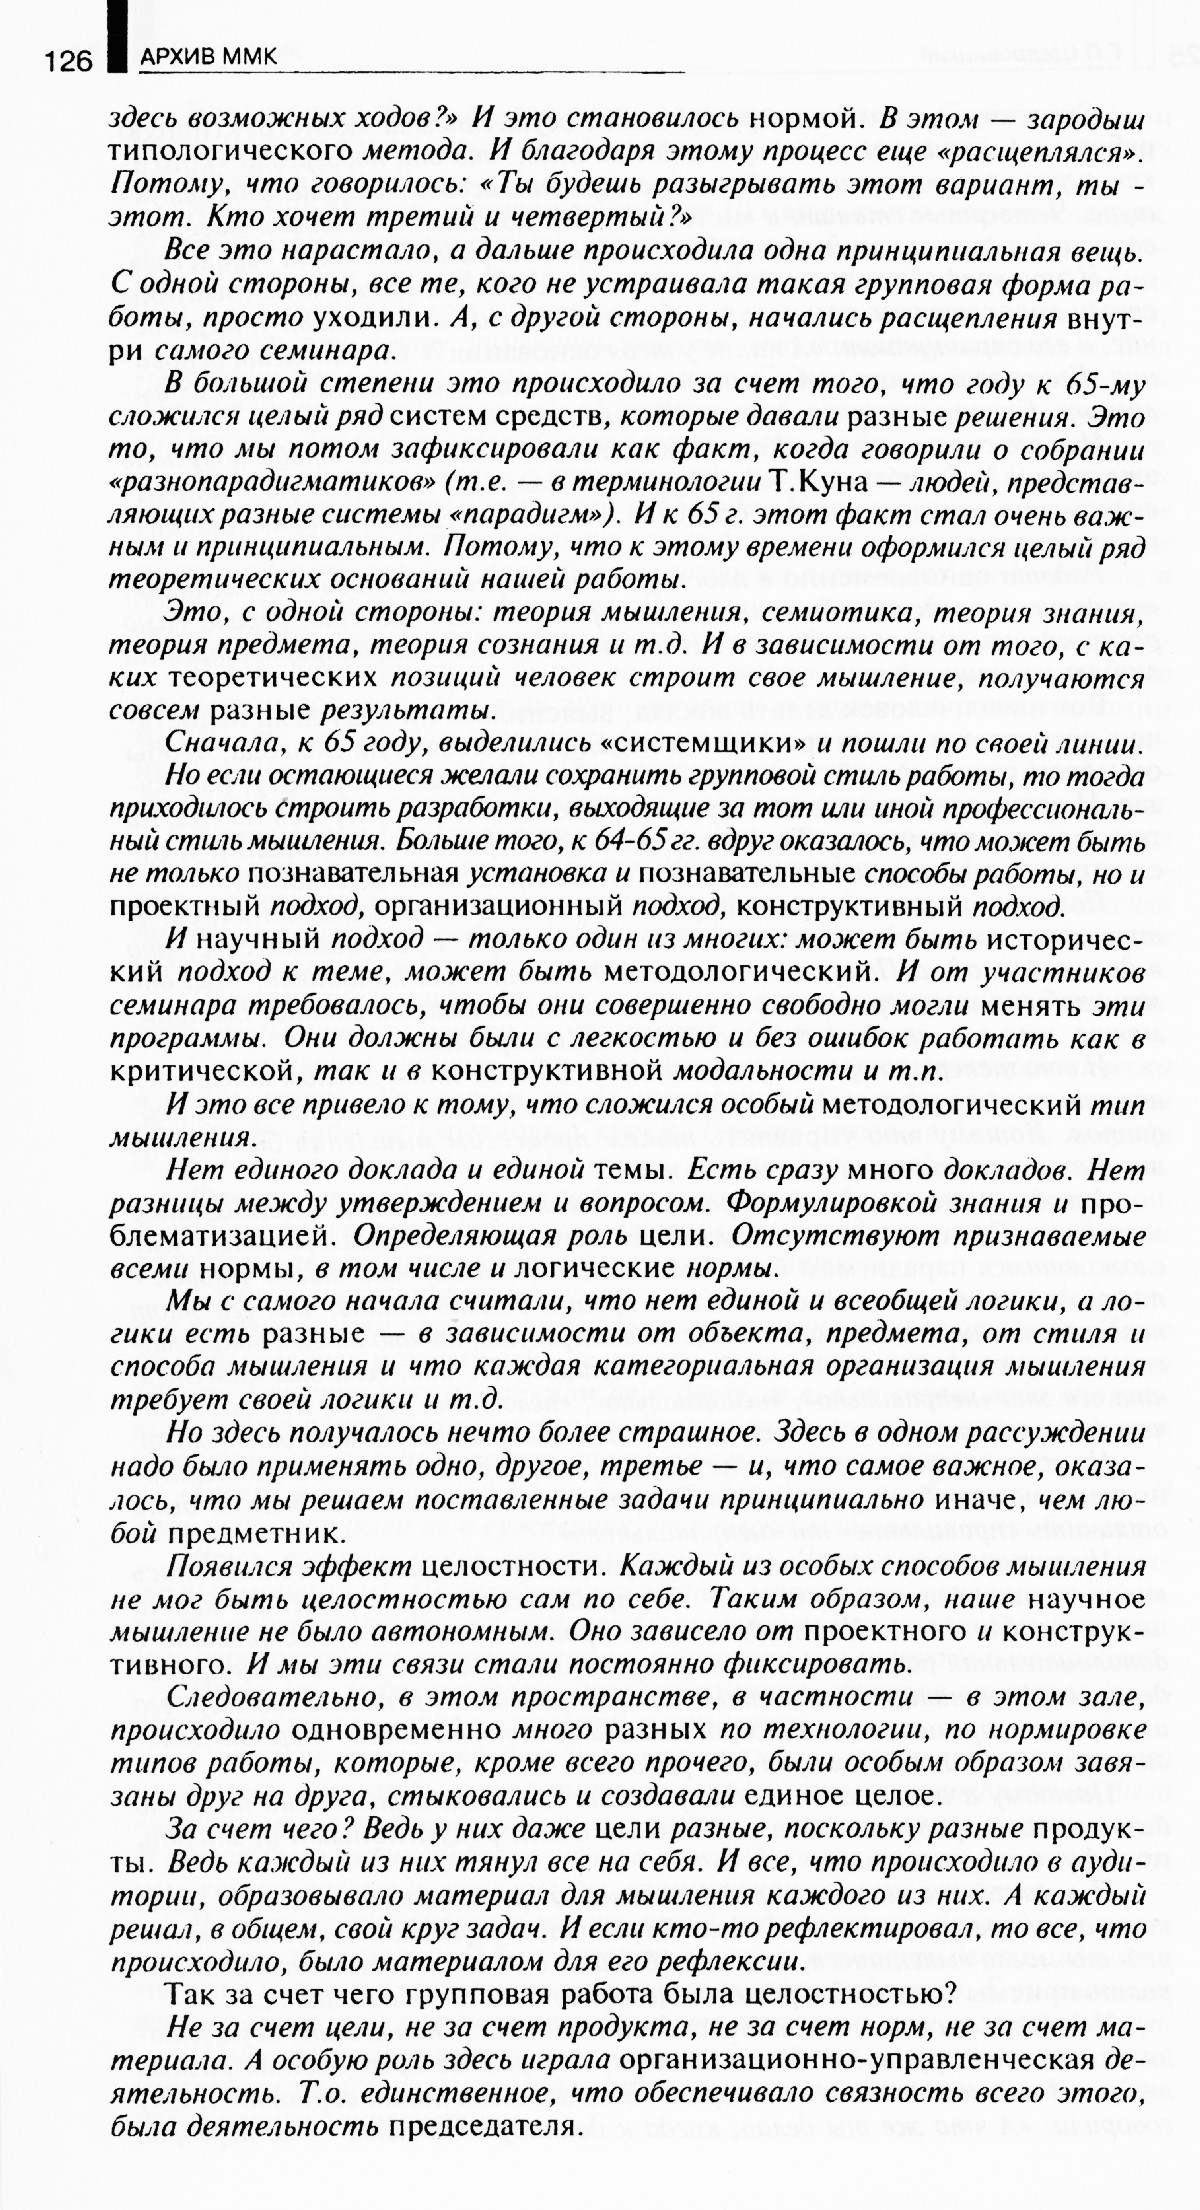 126 АРХИВ ММК
здесь возможных ходов?» И это становилось нормой. В этом — зародыш
типологического метода. И благодаря этому процесс еще «расщеплялся».
Потому, что говорилось: «Ты будешь разыгрывать этот вариант, ты -
этот. Кто хочет третий и четвертый?»
Все это нарастало, а дальше происходила одна принципиальная вещь.
С одной стороны, все те, кого не устраивала такая групповая форма ра-
боты, просто уходили. А, с другой стороны, начались расщепления внут-
ри самого семинара.
В большой степени это происходило за счет того, что году к 65-му
сложился целый ряд систем средств, которые давали разные решения. Это
то, что мы потом зафиксировали как факт, когда говорили о собрании
«разнопарадигматиков» (т.е. — в терминологии Т.Куна — людей, представ-
ляющих разные системы «парадигм»). И к 65 г. этот факт стал очень важ-
ным и принципиальным. Потому, что к этому времени оформился целый ряд
теоретических оснований нашей работы.
Это, с одной стороны: теория мышления, семиотика, теория знания,
теория предмета, теория сознания и т.д. И в зависимости от того, с ка-
ких теоретических позиций человек строит свое мышление, получаются
совсем разные результаты.
Сначала, к 65 году, выделились «системщики» и пошли по своей линии.
Но если остающиеся желали сохранить групповой стиль работы, то тогда
приходилось строить разработки, выходящие за тот или иной профессиональ-
ный стиль мышления. Больше того, к 64-65 гг. вдруг оказалось, что может быть
не только познавательная установка и познавательные способы работы, но и
проектный подход, организационный подход, конструктивный подход.
И научный подход — только один из многих: может быть историчес-
кий подход к теме, может быть методологический. И от участников
семинара требовалось, чтобы они совершенно свободно могли менять эти
программы. Они должны были с легкостью и без ошибок работать как в
критической, так и в конструктивной модальности и т.п.
И это все привело к тому, что сложился особый методологический тип
мышления.
Нет единого доклада и единой темы. Есть сразу много докладов. Нет
разницы между утверждением и вопросом. Формулировкой знания и про-
блематизацией. Определяющая роль цели. Отсутствуют признаваемые
всеми нормы, в том числе и логические нормы.
Мы с самого начала считали, что нет единой и всеобщей логики, а ло-
гики есть разные — в зависимости от объекта, предмета, от стиля и
способа мышления и что каждая категориальная организация мышления
требует своей логики и т.д.
Но здесь получалось нечто более страшное. Здесь в одном рассуждении
надо было применять одно, другое, третье — и, что самое важное, оказа-
лось, что мы решаем поставленные задачи принципиально иначе, чем лю-
бой предметник.
Появился эффект целостности. Каждый из особых способов мышления
не мог быть целостностью сам по себе. Таким образом, наше научное
мышление не было автономным. Оно зависело от проектного и конструк-
тивного. И мы эти связи стали постоянно фиксировать.
Следовательно, в этом пространстве, в частности — в этом зале,
происходило одновременно много разных по технологии, по нормировке
типов работы, которые, кроме всего прочего, были особым образом завя-
заны друг на друга, стыковались и создавали единое целое.
За счет чего? Ведь у них даже цели разные, поскольку разные продук-
ты. Ведь каждый из них тянул все на себя. И все, что происходило в ауди-
тории, образовывало материал для мышления каждого из них. А каждый
решал, в общем, свой круг задач. И если кто-то рефлектировал, то все, что
происходило, было материалом для его рефлексии.
Так за счет чего групповая работа была целостностью?
Не за счет цели, не за счет продукта, не за счет норм, не за счет ма-
териала. А особую роль здесь играла организационно-управленческая де-
ятельность. Т.о. единственное, что обеспечивало связность всего этого,
была деятельность председателя.